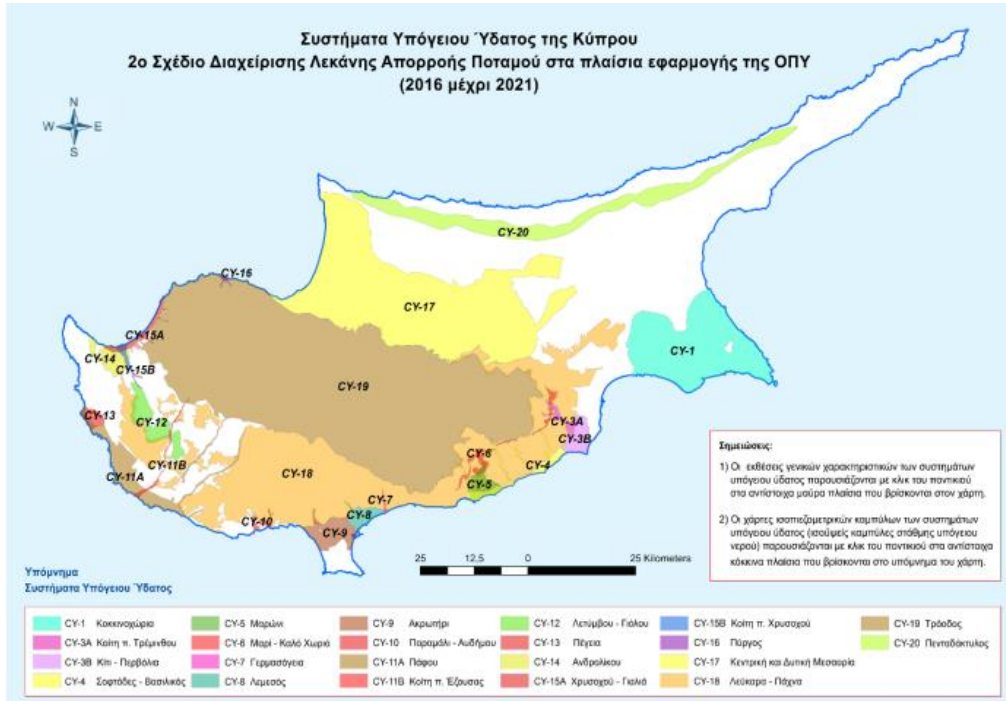 Συστήματα Υπόγειου Ύδατος της Κύπρου
2ο Σχέδιο Διαχείρισης Λεκάνης Απορροής Ποταμού στα πλαίσια εφαρμογής της ΟΠΥ
(2016 μέχρι 2021)
N
W E
S
CY-20
CY-16
CY-17
CY-15A
CY-1
CY-14
CY-15B
CY-19
CY-13
CY-12
CY-3A
CY-3B
CY-11B
CY-6
CY-4
CY-11A
CY-18
CY-5
CY-7
CY-8
CY-10
CY-9
Σημειώσεις:
1) Οι εκθέσεις γενικών χαρακτηριστικών των συστημάτων
υπόγειου ύδατος παρουσιάζονται με κλικ του ποντικιού
στα αντίστοιχα μαύρα πλαίσια που βρίσκονται στον χάρτη.
2) Οι χάρτες ισοπιεζομετρικών καμπύλων των συστημάτων
υπόγειου ύδατος (ισοϋψείς καμπύλες στάθμης υπόγειου
νερού) παρουσιάζονται με κλικ του ποντικιού στα αντίστοιχα
κόκκινα πλαίσια που βρίσκονται στο υπόμνημα του χάρτη.
25 12,5 0 25 Kilometers
Υπόμνημα
Συστήματα Υπόγειου Ύδατος
CY-1 Κοκκινοχώρια CY-5 Μαρώνι CY-9 Ακρωτήρι CY-12 Λετύμβου - Γιόλου CY-15B Κοίτη π. Χρυσοχού CY-19 Τρόοδος
CY-3A Κοίτη π. Τρέμινθου CY-6 Μαρί - Καλό Χωριό CY-10 Παραμάλι - Αυδήμου CY-13 Πέγεια CY-16 Πύργος CY-20 Πενταδάκτυλος
CY-3B Κίτι - Περβόλια CY-7 Γερμασόγεια CY-11A Πάφου CY-14 Ανδρολίκου CY-17 Κεντρική και Δυτική Μεσαορία
CY-4 Σοφτάδες - Βασιλικός CY-8 Λεμεσός CY-11B Κοίτη π. Έζουσας CY-15A Χρυσοχού - Γιαλιά CY-18 Λεύκαρα - Πάχνα